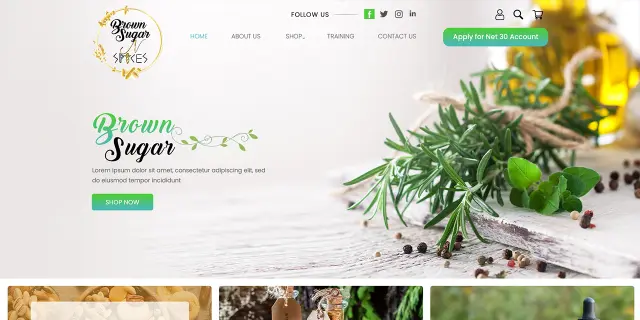 FOLLOW US
Brown
Sugar
N
SPICES
HOME
ABOUT US
SHOP
TRAINING
CONTACT US
Apply for Net 30 Account
Brown
Sugar
Lorem ipsum dolor sit amet, consectetur adipiscing elit, sed
do eiusmod tempor incididunt
SHOP NOW